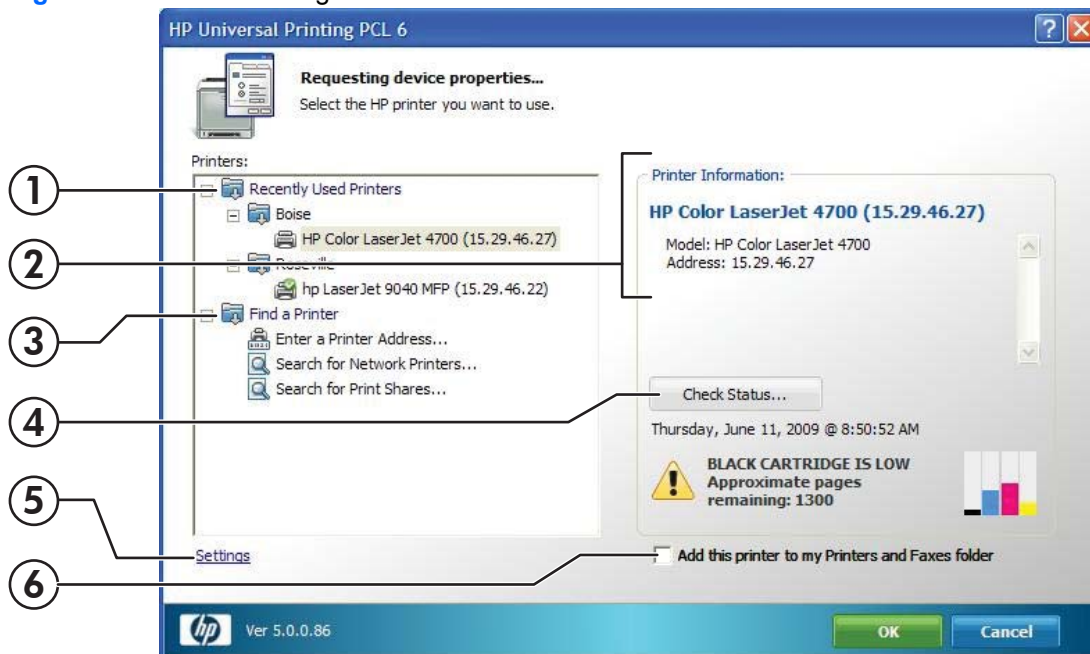 HP Universal Printing PCL 6
Requesting device properties...
Select the HP printer you want to use.
Printers:
1
Recently Used Printers
Boise
HP Color LaserJet 4700 (15.29.46.27)
2
Roseville
hp LaserJet 9040 MFP (15.29.46.22)
3
Find a Printer
Enter a Printer Address...
Search for Network Printers...
Search for Print Shares...
Printer Information:
HP Color LaserJet 4700 (15.29.46.27)
Model: HP Color LaserJet 4700
Address: 15.29.46.27
4
Check Status...
Thursday, June 11, 2009 @ 8:50:52 AM
BLACK CARTRIDGE IS LOW
Approximate pages
remaining: 1300
5
Settings
6
Add this printer to my Printers and Faxes folder
hp
Ver 5.0.0.86
OK
Cancel